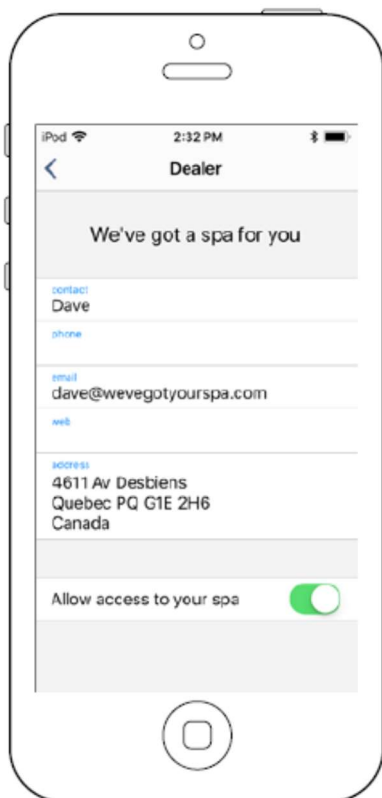 iPod 2:32 PM
Dealer
We've got a spa for you
contact
Dave
phone
email
dave@wevegotyourspa.com
web
address
4611 Av Desbiens
Quebec PQ G1E 2H6
Canada
Allow access to your spa